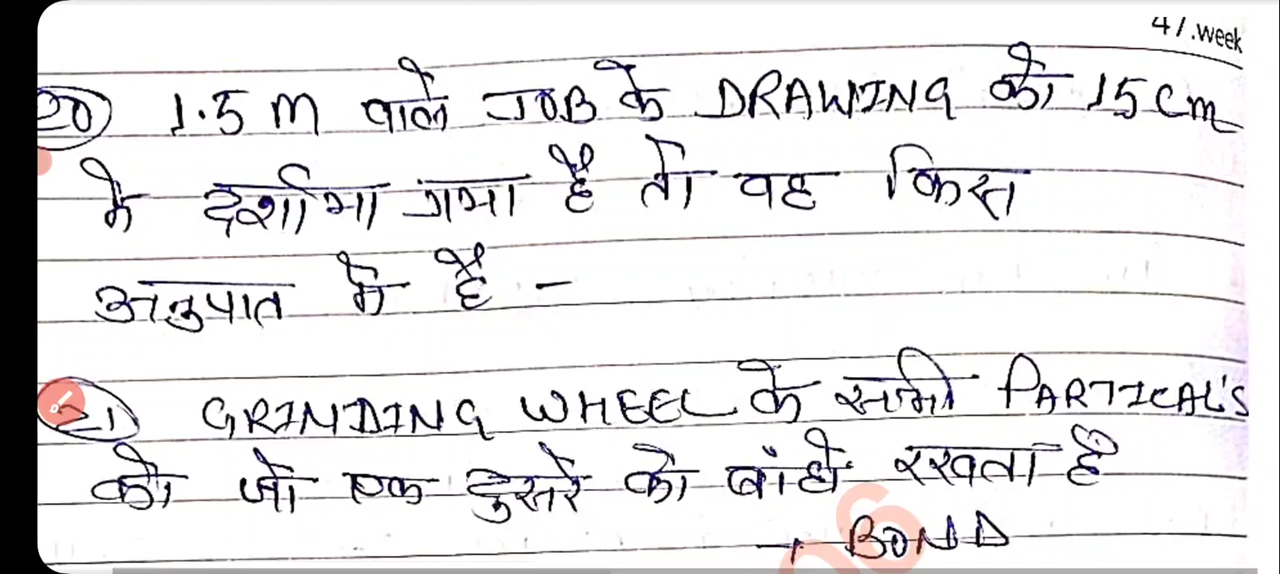 47.week
20 1.5 m वाले JOB के DRAWING को 15 cm
मे दर्शाया गया है तो वह किस
अनुपात मे है -
21 GRINDING WHEEL के सभी PARTICAL'S
को जो एक दुसरे को बांधे रखता है
→ BOND